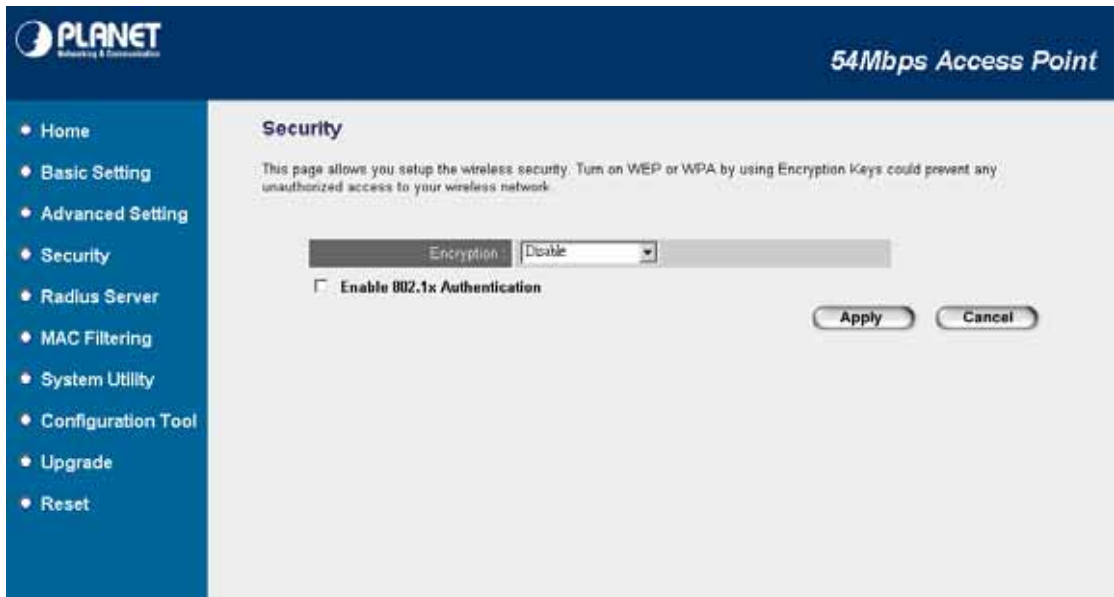 PLANET
Networking & Communication
54Mbps Access Point
Home
Basic Setting
Advanced Setting
Security
Radius Server
MAC Filtering
System Utility
Configuration Tool
Upgrade
Reset
Security
This page allows you setup the wireless security. Turn on WEP or WPA by using Encryption Keys could prevent any
unauthorized access to your wireless network.
Encryption : Disable
Enable 802.1x Authentication
Apply Cancel